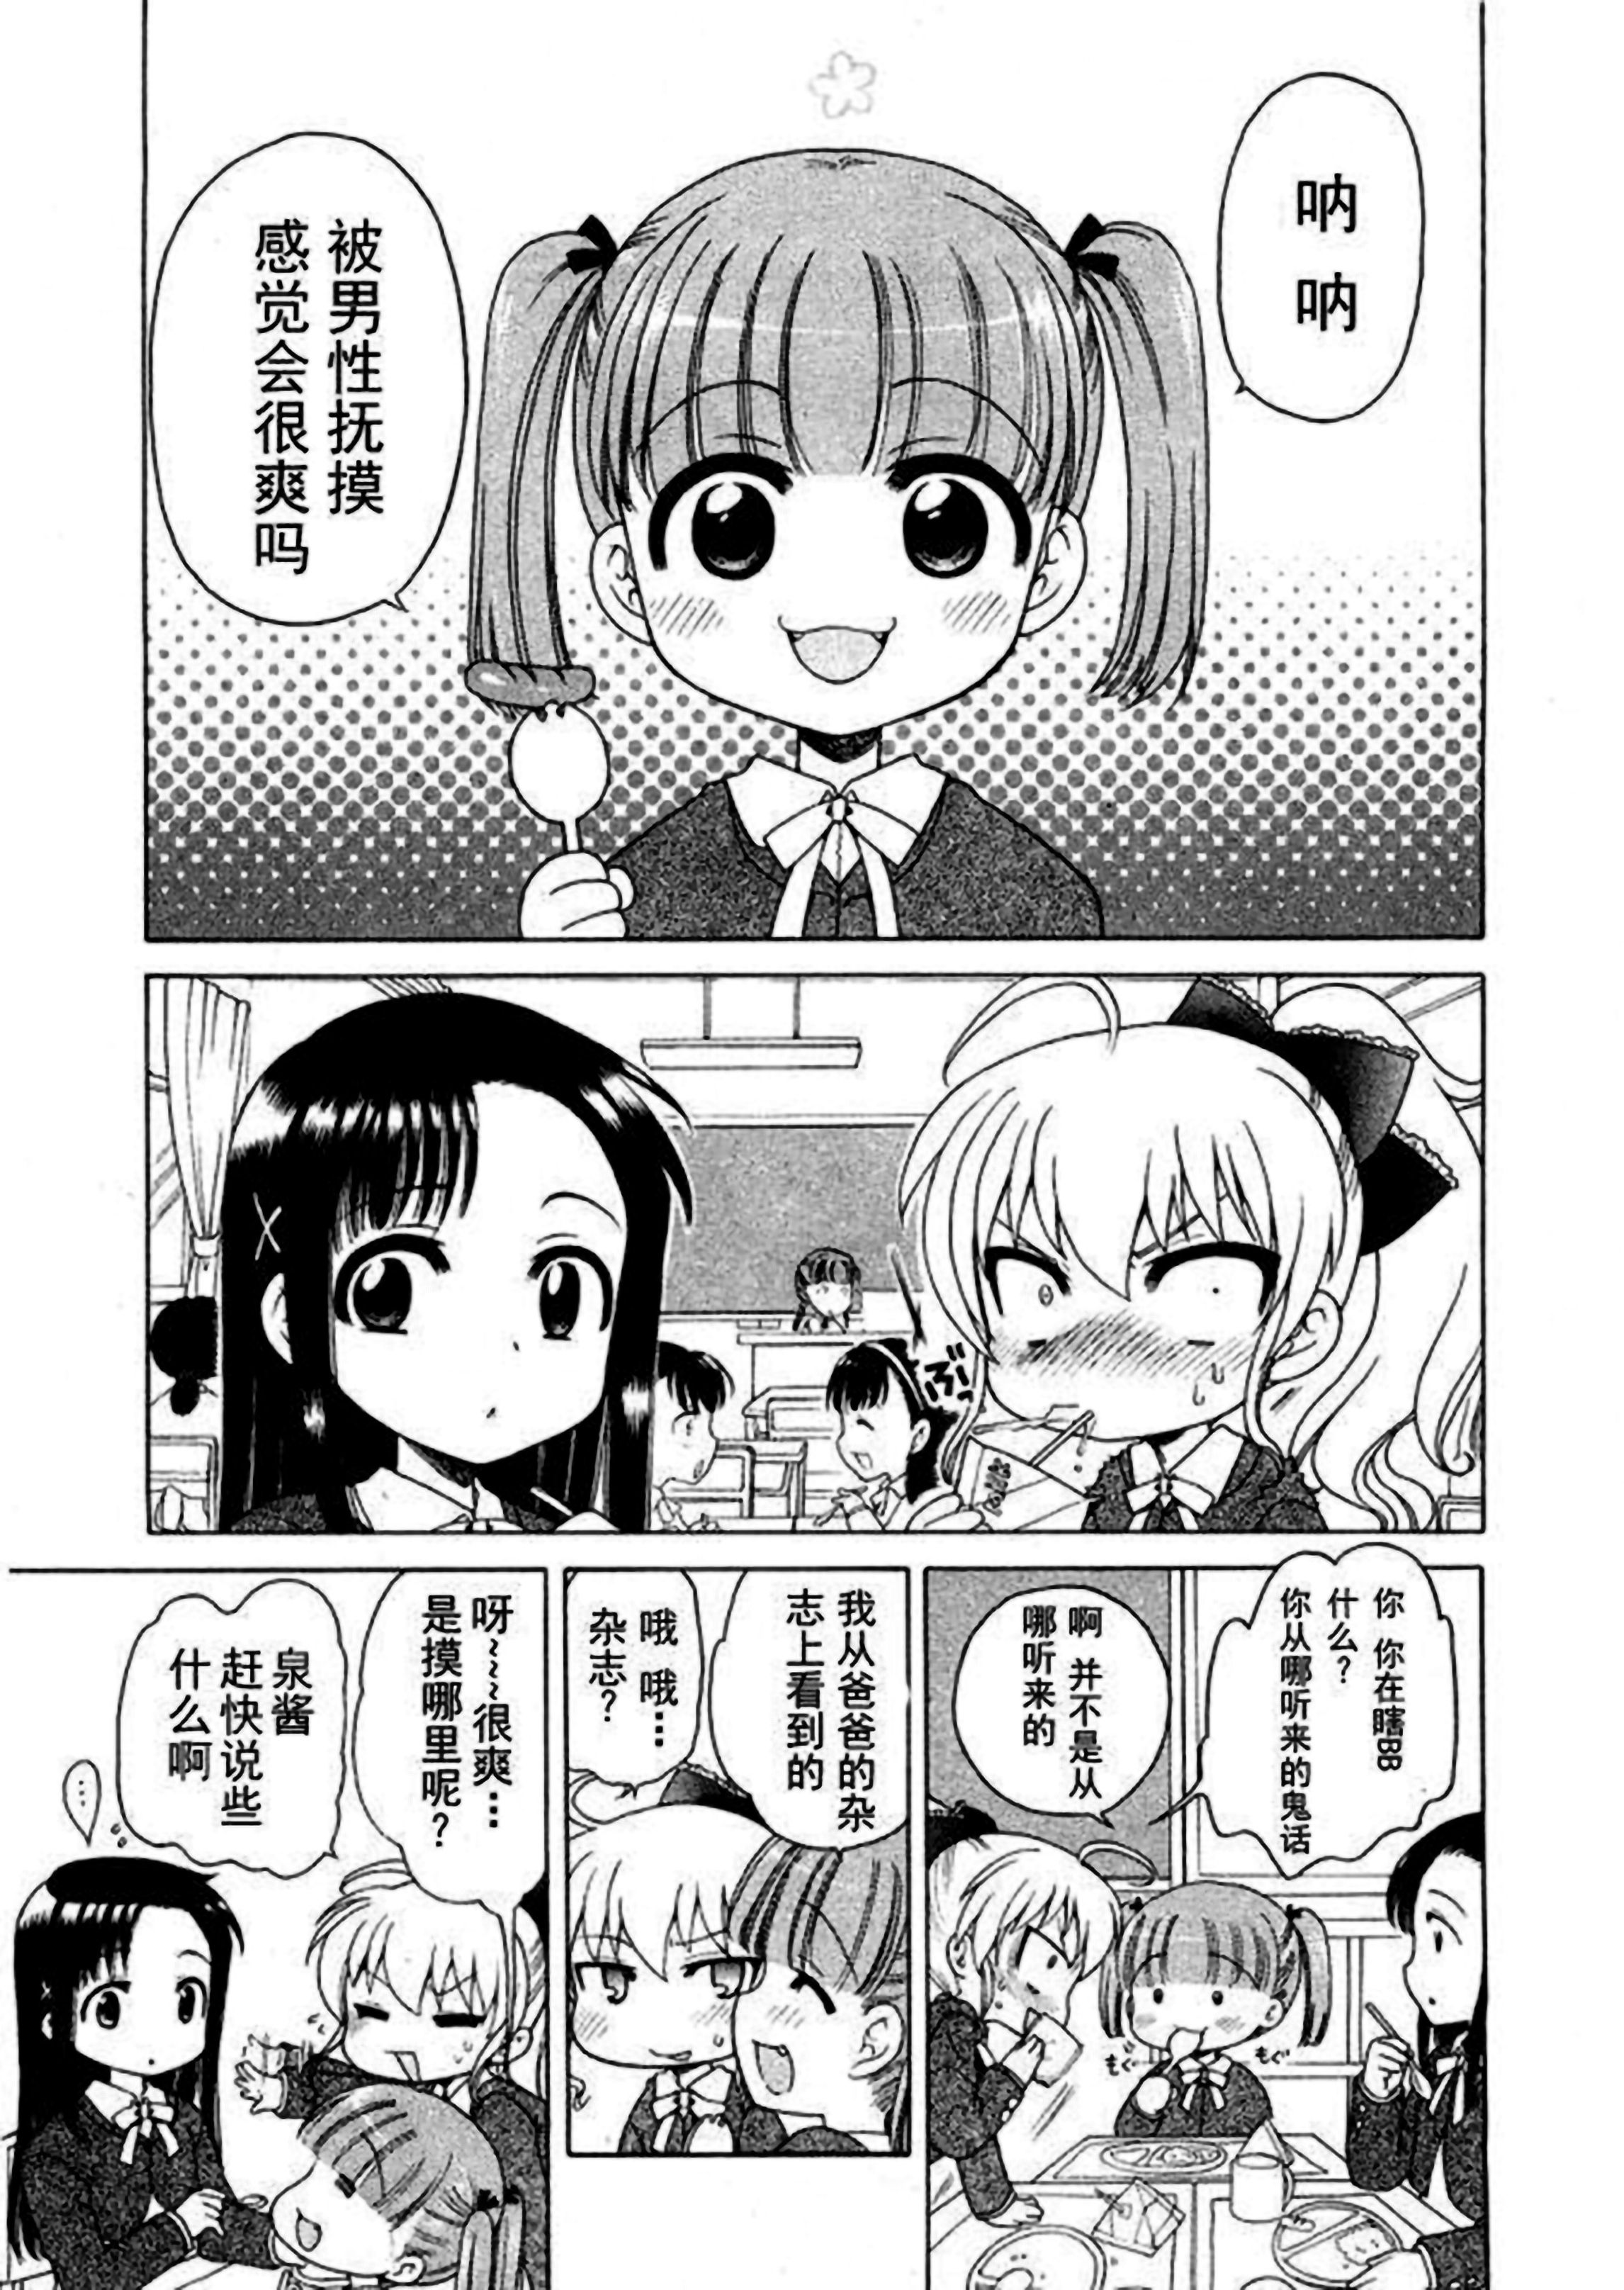 呐
呐
被男性抚摸
感觉会很爽吗
ぶっ
你 你在瞎BB
什么？
你从哪听来的鬼话
啊 并不是从
哪听来的
もぐ
もぐ
我从爸爸的杂
志上看到的
哦 哦…
杂志？
呀~~~很爽…
是摸哪里呢？
泉酱
赶快说些
什么啊
…